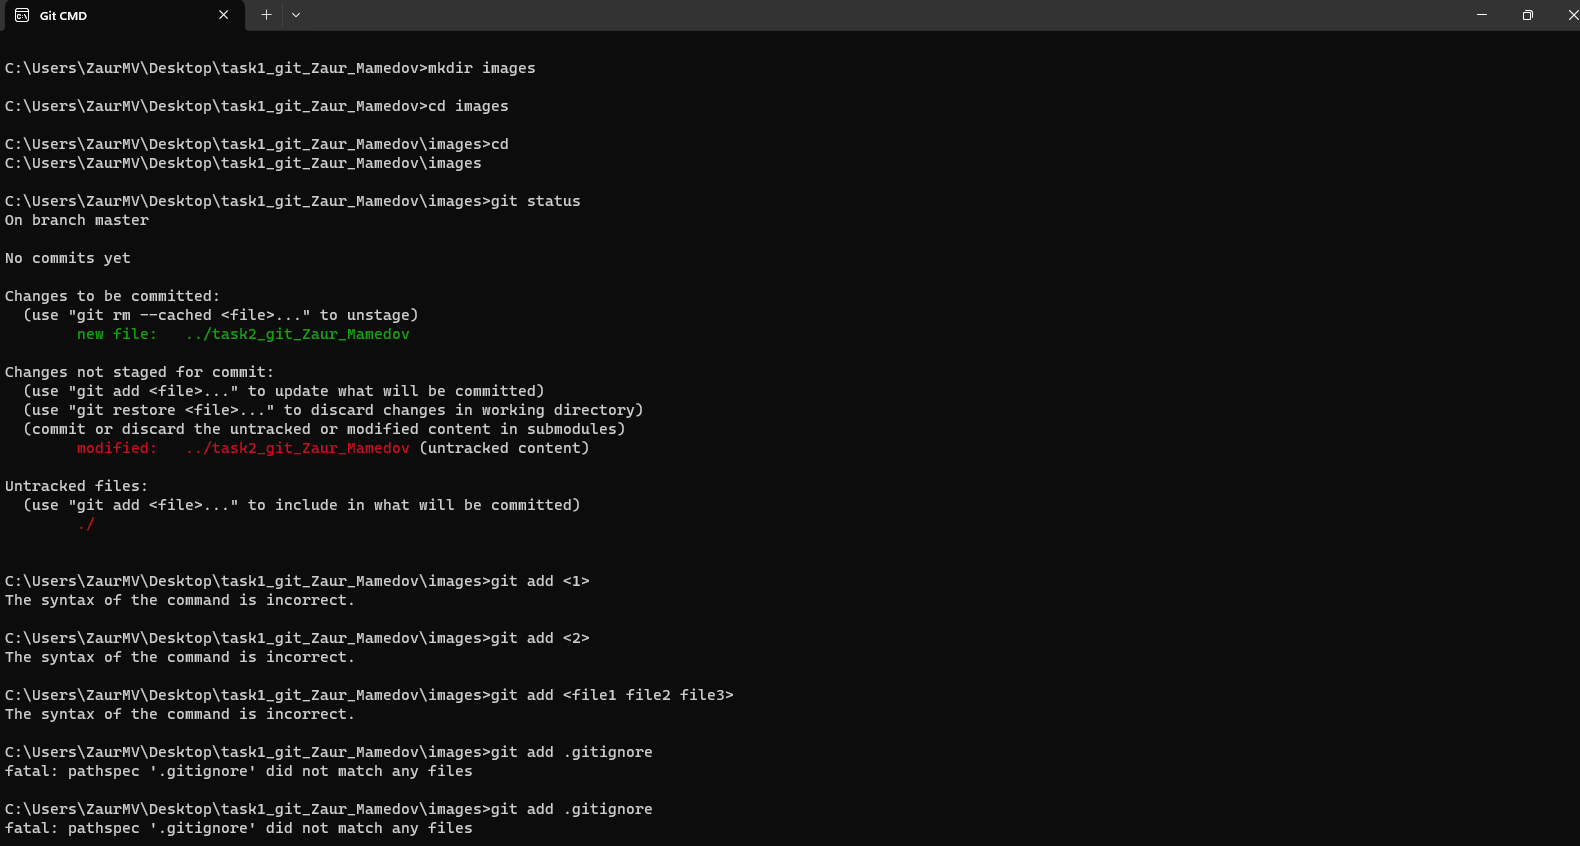 Git CMD
C:\Users\ZaurMV\Desktop\task1_git_Zaur_Mamedov>mkdir images
C:\Users\ZaurMV\Desktop\task1_git_Zaur_Mamedov>cd images
C:\Users\ZaurMV\Desktop\task1_git_Zaur_Mamedov\images>cd
C:\Users\ZaurMV\Desktop\task1_git_Zaur_Mamedov\images
C:\Users\ZaurMV\Desktop\task1_git_Zaur_Mamedov\images>git status
On branch master
No commits yet
Changes to be committed:
  (use "git rm --cached <file>..." to unstage)
        new file:   ../task2_git_Zaur_Mamedov
Changes not staged for commit:
  (use "git add <file>..." to update what will be committed)
  (use "git restore <file>..." to discard changes in working directory)
  (commit or discard the untracked or modified content in submodules)
        modified:   ../task2_git_Zaur_Mamedov (untracked content)
Untracked files:
  (use "git add <file>..." to include in what will be committed)
        ./
C:\Users\ZaurMV\Desktop\task1_git_Zaur_Mamedov\images>git add <1>
The syntax of the command is incorrect.
C:\Users\ZaurMV\Desktop\task1_git_Zaur_Mamedov\images>git add <2>
The syntax of the command is incorrect.
C:\Users\ZaurMV\Desktop\task1_git_Zaur_Mamedov\images>git add <file1 file2 file3>
The syntax of the command is incorrect.
C:\Users\ZaurMV\Desktop\task1_git_Zaur_Mamedov\images>git add .gitignore
fatal: pathspec '.gitignore' did not match any files
C:\Users\ZaurMV\Desktop\task1_git_Zaur_Mamedov\images>git add .gitignore
fatal: pathspec '.gitignore' did not match any files